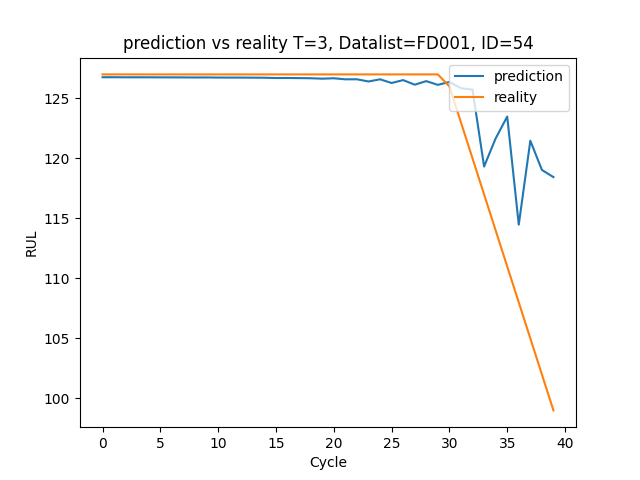 prediction vs reality T=3, Datalist=FD001, ID=54
prediction
reality
RUL
125
120
115
110
105
100
0 5 10 15 20 25 30 35 40
Cycle